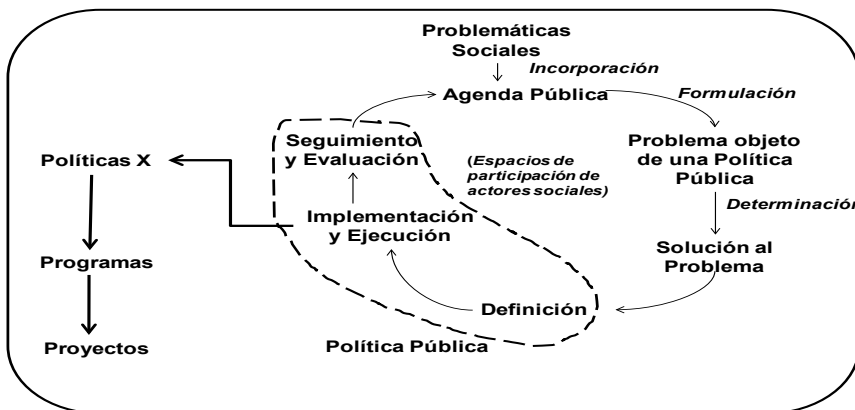 Problemáticas
Sociales
Incorporación
Agenda Pública
Formulación
Seguimiento
y Evaluación
(Espacios de
participación de
actores sociales)
Problema objeto
de una Política
Pública
Políticas X
Determinación
Implementación
y Ejecución
Solución al
Problema
Programas
Definición
Política Pública
Proyectos